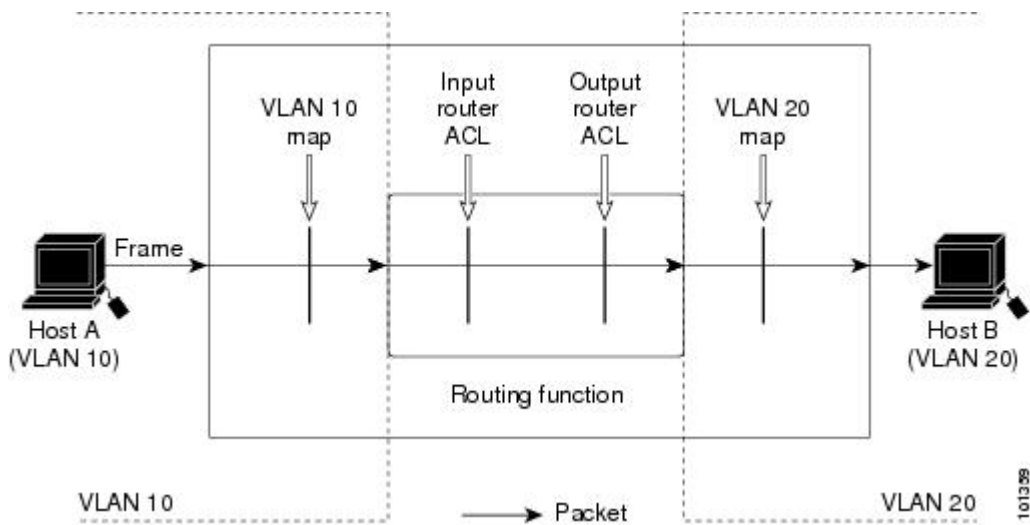 VLAN 10
map
Input
router
ACL
Output
router
ACL
VLAN 20
map
Frame
Host A
(VLAN 10)
Host B
(VLAN 20)
Routing function
VLAN 10
Packet
VLAN 20
101359